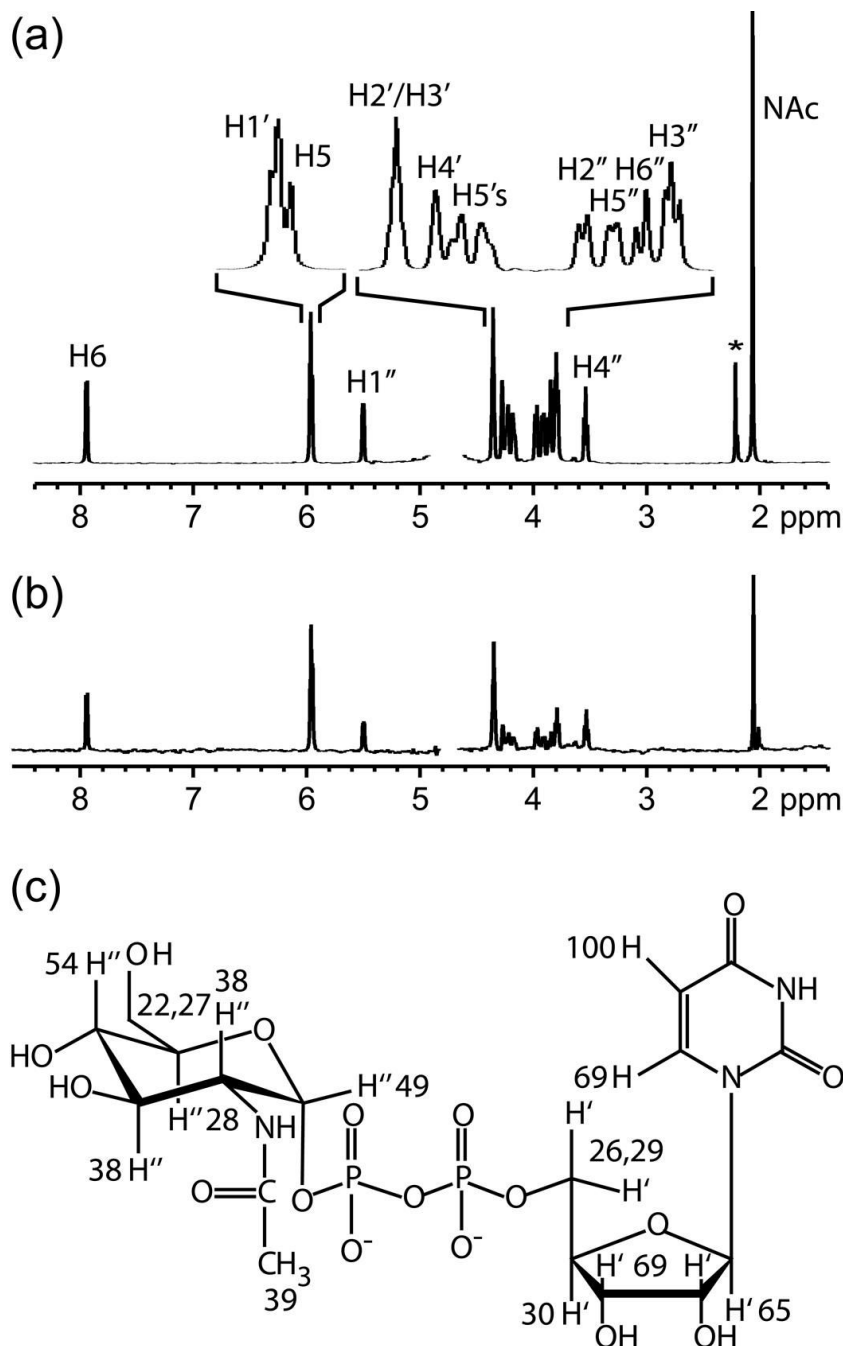 (a)
H2'/H3'
NAc
H1'
H3″
H5
H4'
H2″
H6″
H5's
H5″
H6
H1″
H4″
*
8 7 6 5 4 3 2 ppm
(b)
8 7 6 5 4 3 2 ppm
(c)
O
OH
54 H″
38
100 H
22,27
H″
NH
HO
O
HO
69 H
N
O
H″ 49
H″ 28
NH
O
O
H'
38 H″
P
P
26,29
O
C
O
O
O
H'
O
O⁻
O⁻
H' 69
H'
CH3
39
30 H'
H' 65
OH
OH